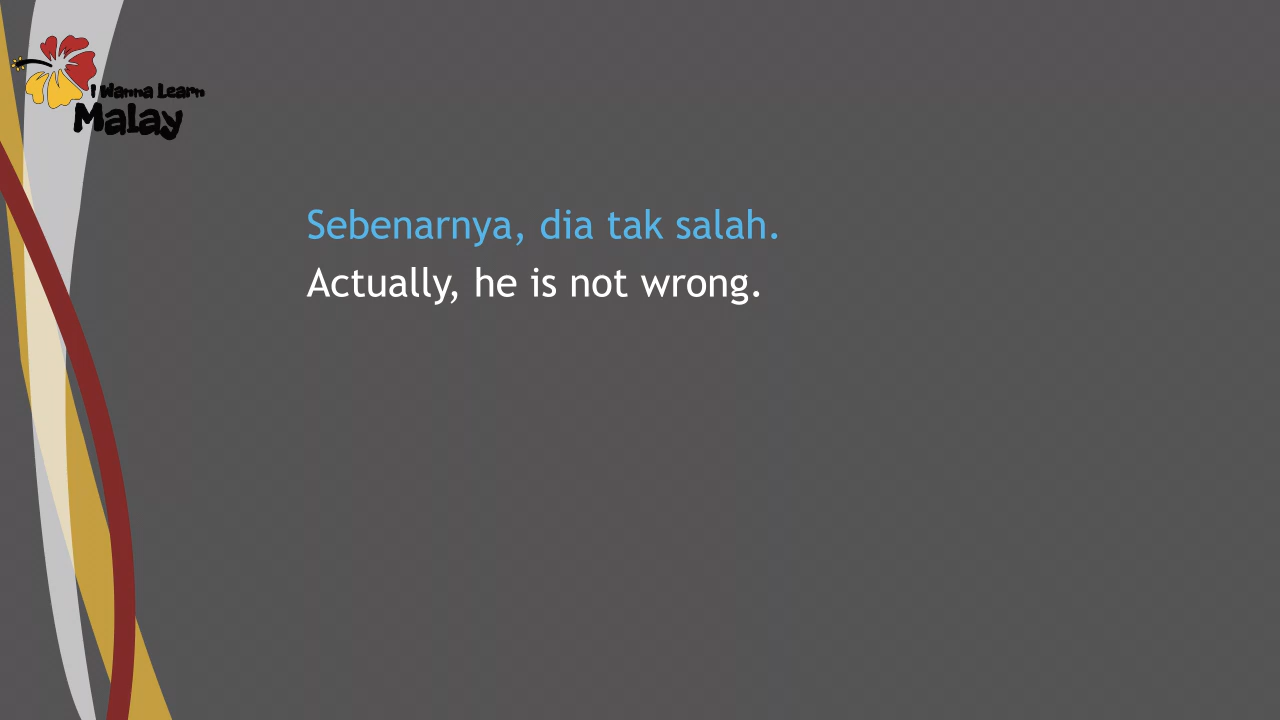 I Wanna Learn
Malay
Sebenarnya, dia tak salah.
Actually, he is not wrong.